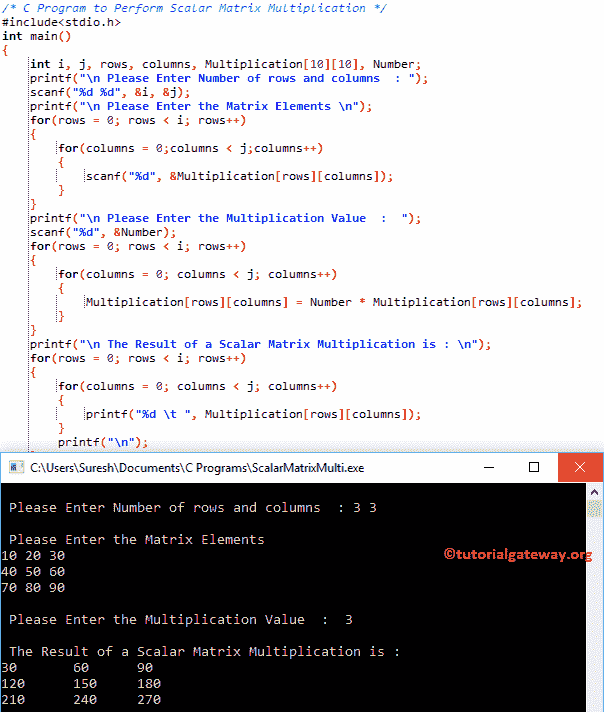 /* C Program to Perform Scalar Matrix Multiplication */
#include<stdio.h>
int main()
{
    int i, j, rows, columns, Multiplication[10][10], Number;
    printf("\n Please Enter Number of rows and columns  : ");
    scanf("%d %d", &i, &j);
    printf("\n Please Enter the Matrix Elements \n");
    for(rows = 0; rows < i; rows++)
    {
        for(columns = 0;columns < j;columns++)
        {
            scanf("%d", &Multiplication[rows][columns]);
        }
    }
    printf("\n Please Enter the Multiplication Value  :  ");
    scanf("%d", &Number);
    for(rows = 0; rows < i; rows++)
    {
        for(columns = 0; columns < j; columns++)
        {
            Multiplication[rows][columns] = Number * Multiplication[rows][columns];
        }
    }
    printf("\n The Result of a Scalar Matrix Multiplication is : \n");
    for(rows = 0; rows < i; rows++)
    {
        for(columns = 0; columns < j; columns++)
        {
            printf("%d \t ", Multiplication[rows][columns]);
        }
        printf("\n");
C:\Users\Suresh\Documents\C Programs\ScalarMatrixMulti.exe
Please Enter Number of rows and columns  : 3 3
Please Enter the Matrix Elements
10 20 30
40 50 60
70 80 90
©tutorialgateway.org
Please Enter the Multiplication Value  :  3
The Result of a Scalar Matrix Multiplication is :
30       60      90
120      150     180
210      240     270